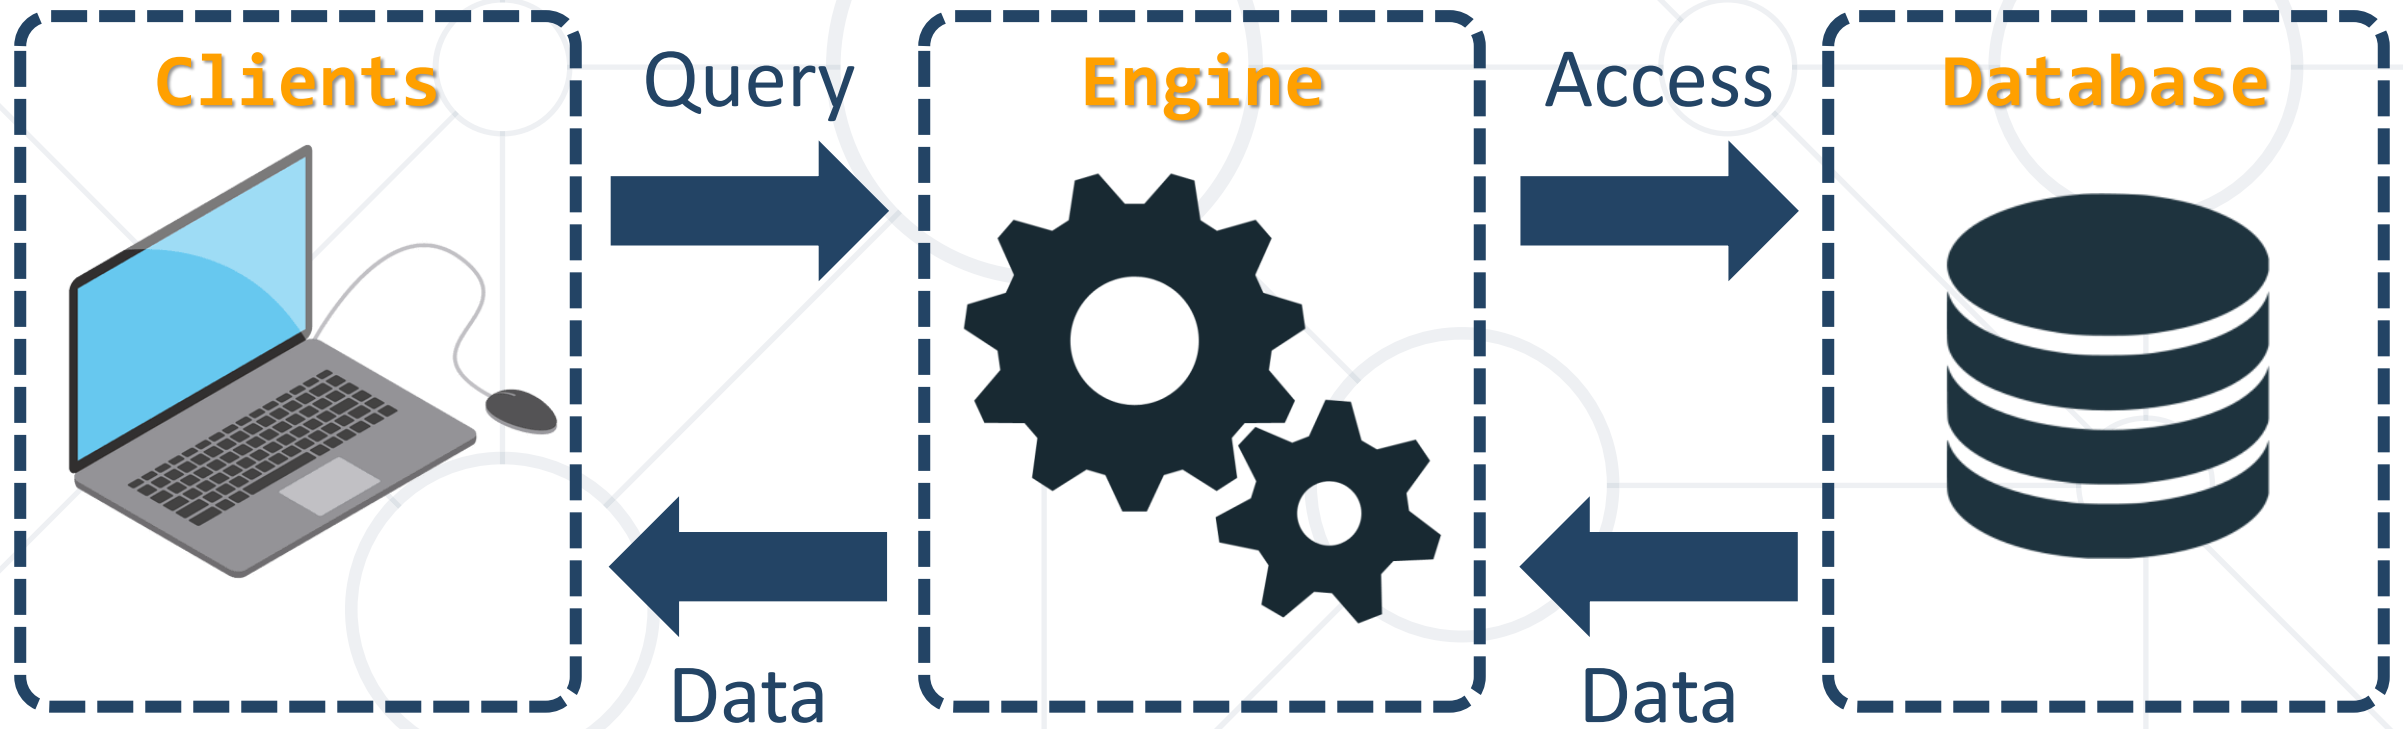 Clients
Query
Engine
Access
Database
Data
Data